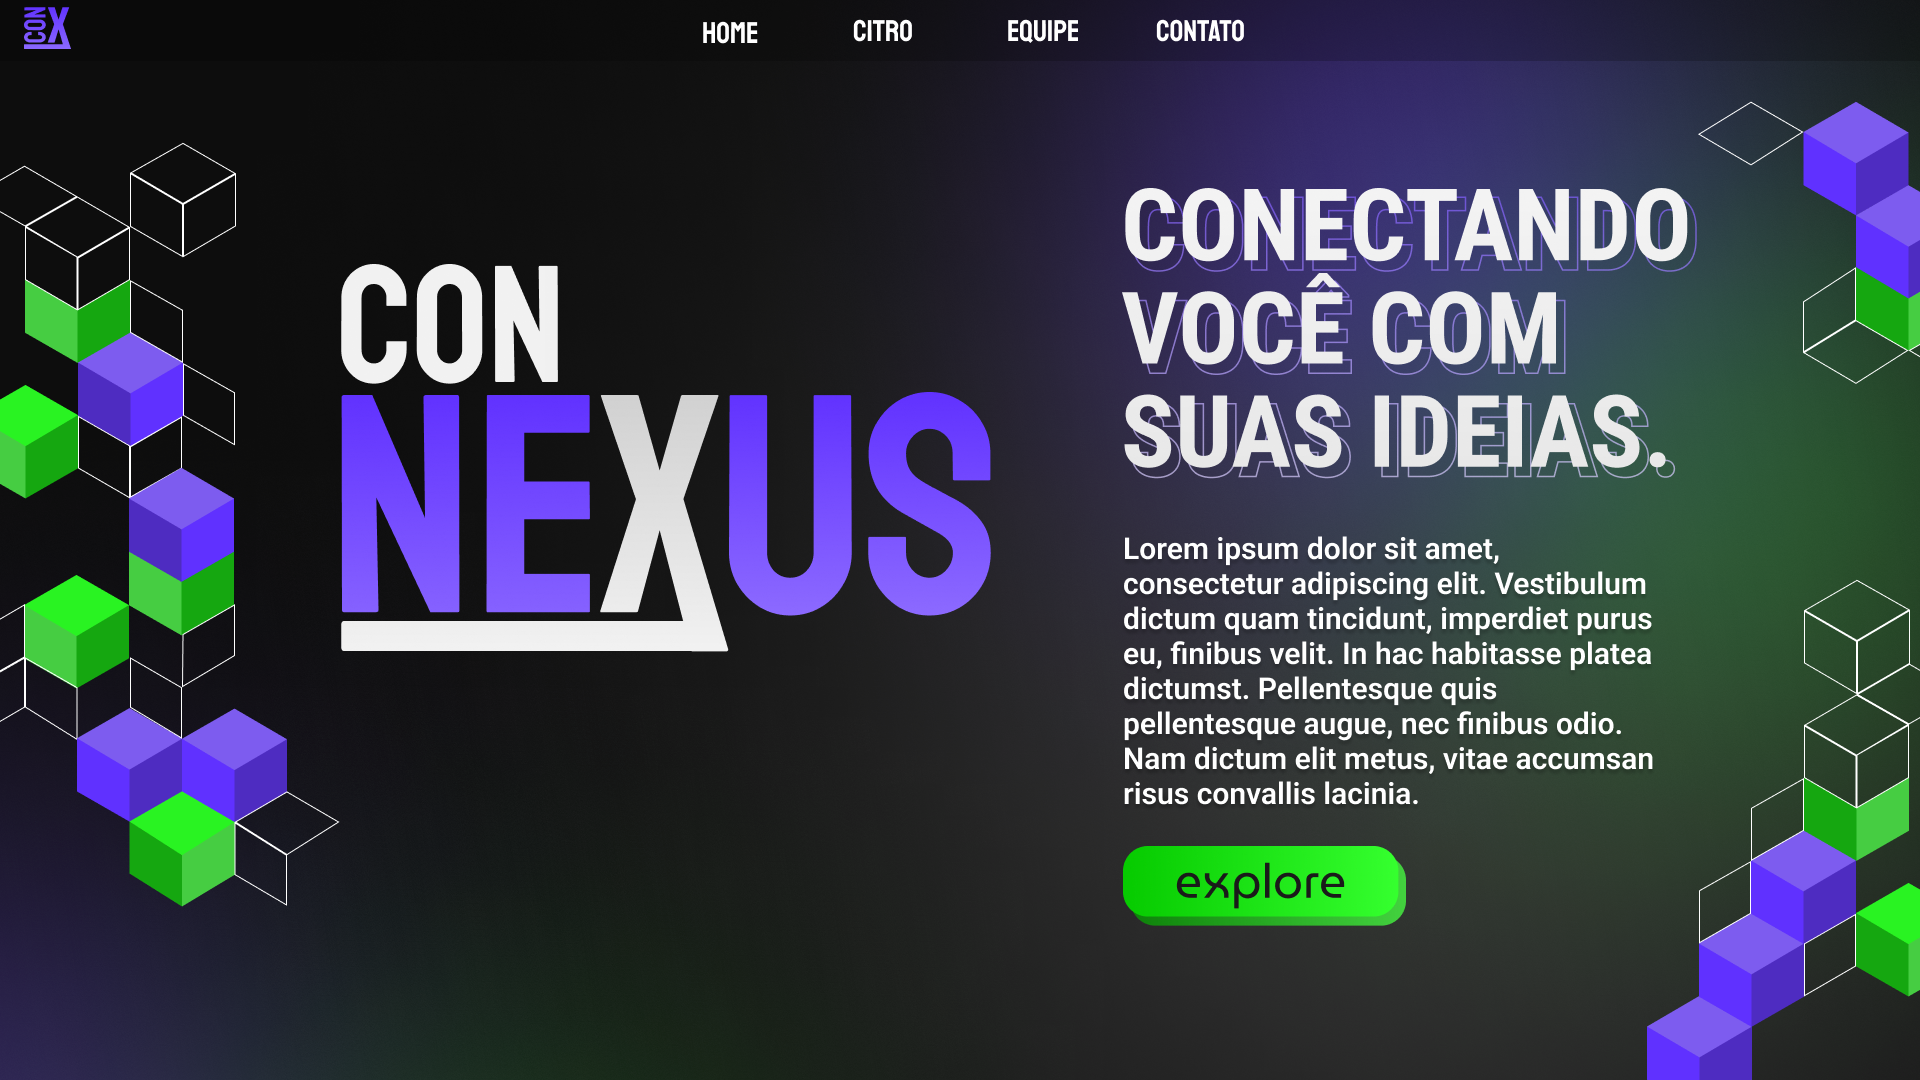 CON X
HOME CITRO EQUIPE CONTATO
CON
NEXUS
CONECTANDO
VOCÊ COM
SUAS IDEIAS.
Lorem ipsum dolor sit amet,
consectetur adipiscing elit. Vestibulum
dictum quam tincidunt, imperdiet purus
eu, finibus velit. In hac habitasse platea
dictumst. Pellentesque quis
pellentesque augue, nec finibus odio.
Nam dictum elit metus, vitae accumsan
risus convallis lacinia.
explore